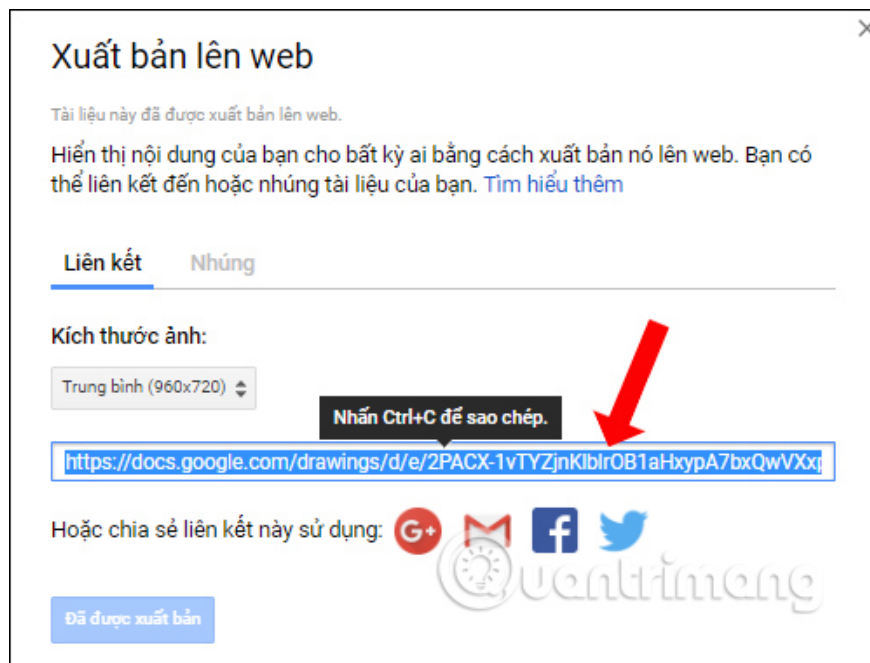 Xuất bản lên web
Tài liệu này đã được xuất bản lên web.
Hiển thị nội dung của bạn cho bất kỳ ai bằng cách xuất bản nó lên web. Bạn có
thể liên kết đến hoặc nhúng tài liệu của bạn. Tìm hiểu thêm
Liên kết Nhúng
Kích thước ảnh:
Trung bình (960x720)
Nhấn Ctrl+C để sao chép.
https://docs.google.com/drawings/d/e/2PACX-1vTYZjnKlblrOB1aHxypA7bxQwVXxp
Hoặc chia sẻ liên kết này sử dụng: G+
Quantrimang
Đã được xuất bản